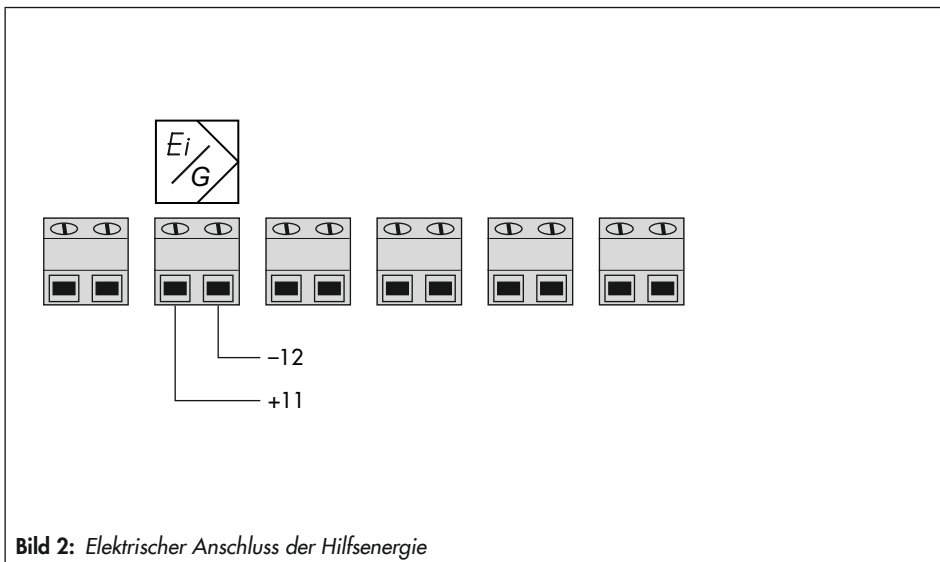 Ei
G
–12
+11
Bild 2: Elektrischer Anschluss der Hilfsenergie